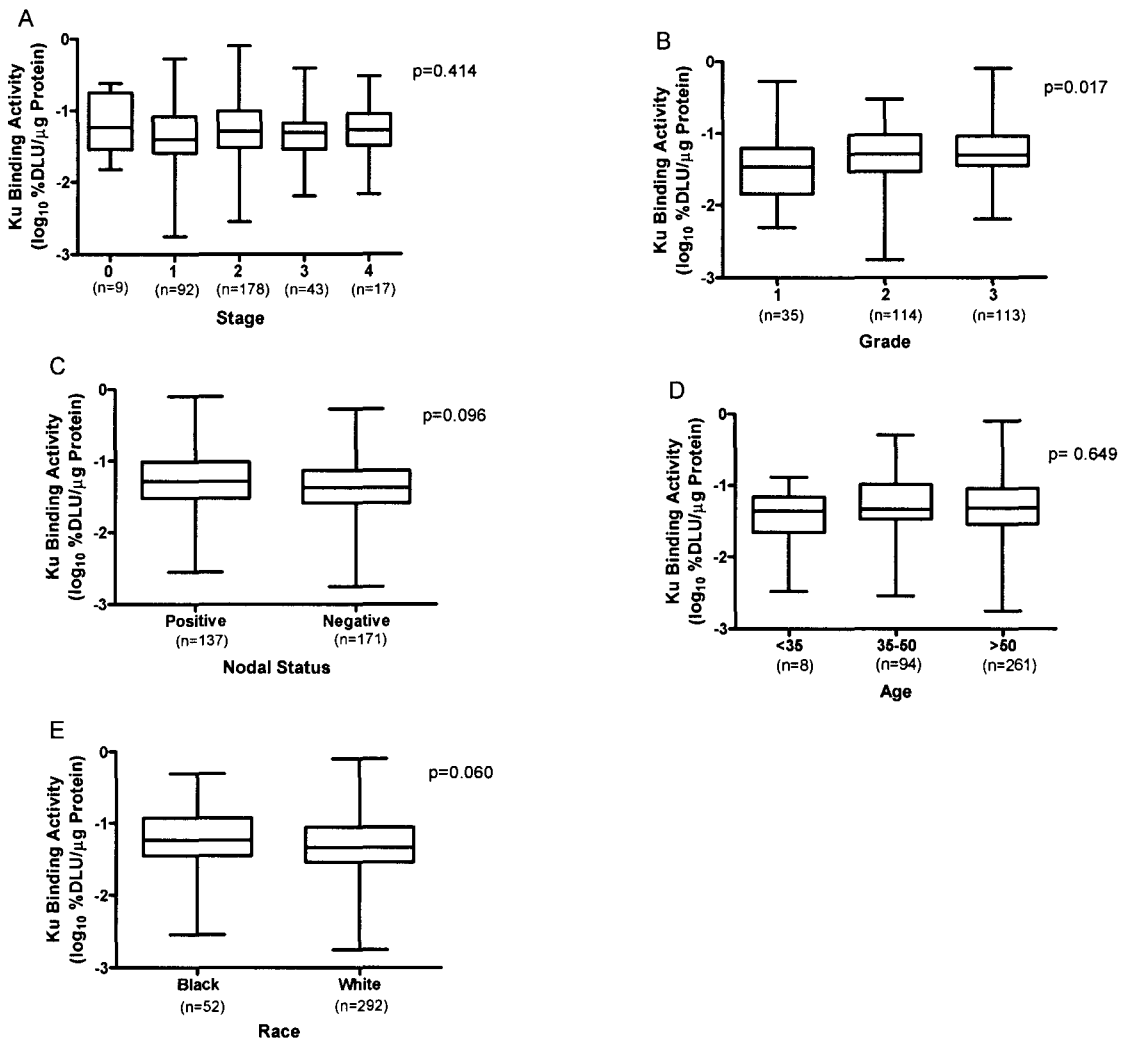 A
Ku Binding Activity
(log10 %DLU/µg Protein)
0
-1
-2
-3
p=0.414
0 1 2 3 4
(n=9) (n=92) (n=178) (n=43) (n=17)
Stage
B
Ku Binding Activity
(log10 %DLU/µg Protein)
0
-1
-2
-3
p=0.017
1 2 3
(n=35) (n=114) (n=113)
Grade
C
Ku Binding Activity
(log10 %DLU/µg Protein)
0
-1
-2
-3
p=0.096
Positive Negative
(n=137) (n=171)
Nodal Status
D
Ku Binding Activity
(log10 %DLU/µg Protein)
0
-1
-2
-3
p= 0.649
<35 35-50 >50
(n=8) (n=94) (n=261)
Age
E
Ku Binding Activity
(log10 %DLU/µg Protein)
0
-1
-2
-3
p=0.060
Black White
(n=52) (n=292)
Race